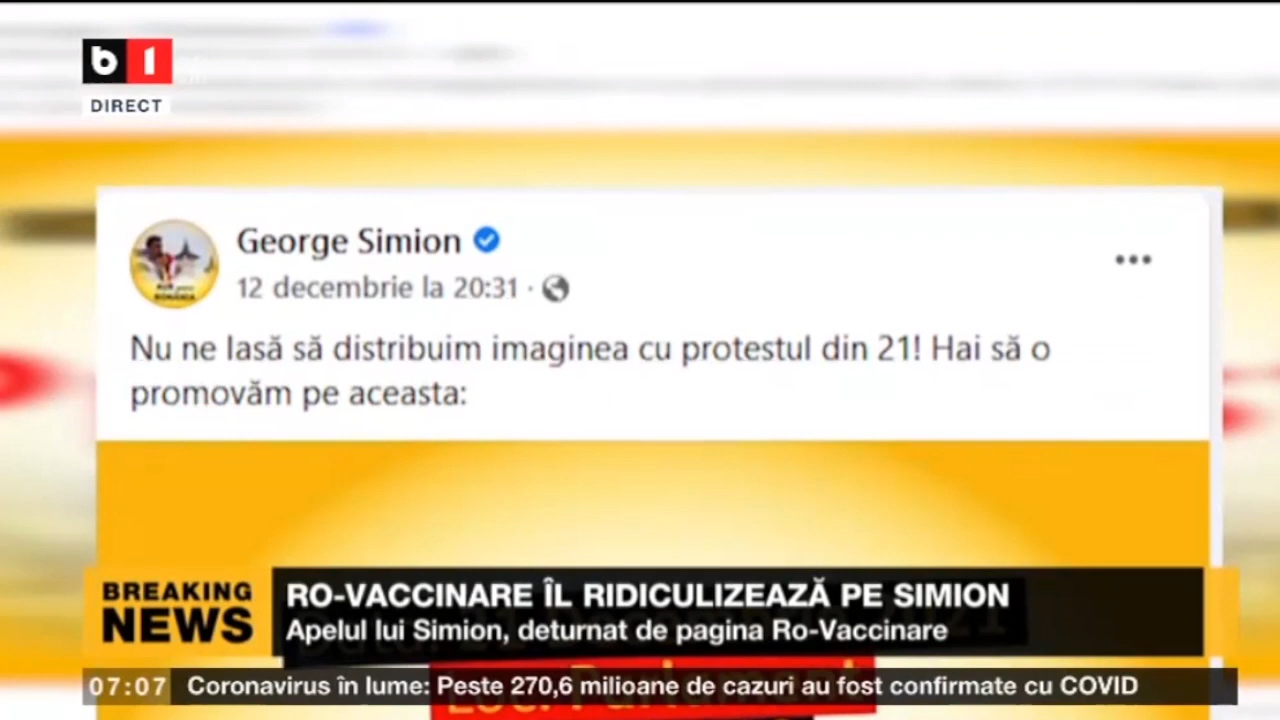 b1
DIRECT
George Simion
12 decembrie la 20:31 ·
Nu ne lasă să distribuim imaginea cu protestul din 21! Hai să o
promovăm pe aceasta:
BREAKING
NEWS
RO-VACCINARE ÎL RIDICULIZEAZĂ PE SIMION
Apelul lui Simion, deturnat de pagina Ro-Vaccinare
Loc: Parlament
07:07 Coronavirus în lume: Peste 270,6 milioane de cazuri au fost confirmate cu COVID